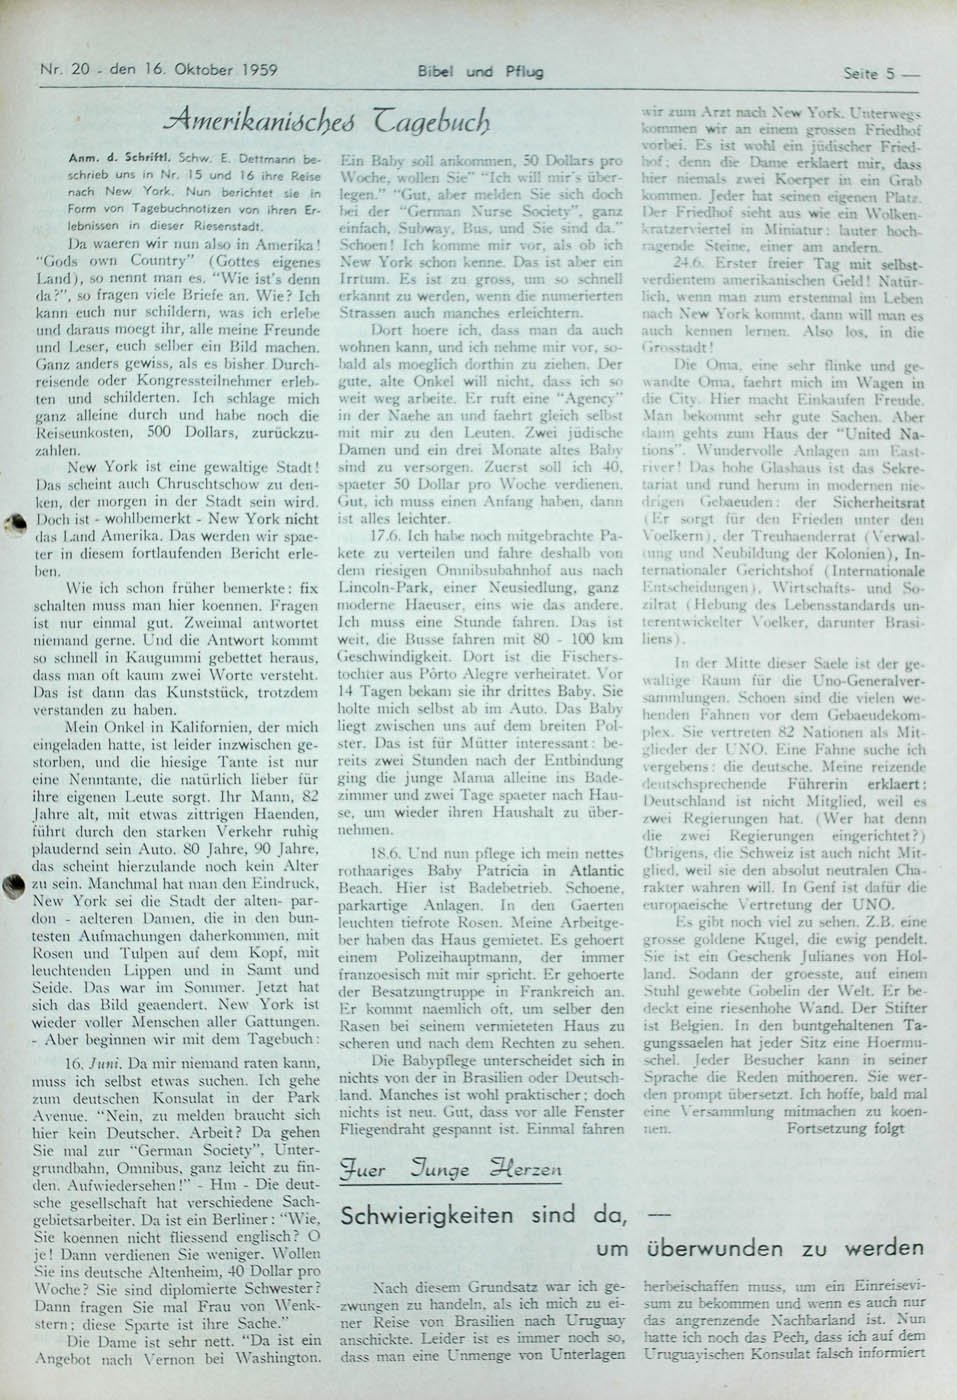 Nr. 20 - den 16. Oktober 1959
Bibel und Pflug
Seite 5 —
Amerikanisches Tagebuch
Anm. d. Schriftl. Schw. E. Dettmann be-
schrieb uns in Nr. 15 und 16 ihre Reise
nach New York. Nun berichtet sie in
Form von Tagebuchnotizen von ihren Er-
lebnissen in dieser Riesenstadt.
Da waeren wir nun also in Amerika!
"Gods own Country" (Gottes eigenes
Land), so nennt man es. "Wie ist's denn
da?", so fragen viele Briefe an. Wie? Ich
kann euch nur schildern, was ich erlebe
und daraus moegt ihr, alle meine Freunde
und Leser, euch selber ein Bild machen.
Ganz anders gewiss, als es bisher Durch-
reisende oder Kongressteilnehmer erleb-
ten und schilderten. Ich schlage mich
ganz alleine durch und habe noch die
Reiseunkosten, 500 Dollars, zurückzu-
zahlen.
New York ist eine gewaltige Stadt!
Das scheint auch Chruschtschow zu den-
ken, der morgen in der Stadt sein wird.
Doch ist - wohlbemerkt - New York nicht
das Land Amerika. Das werden wir spae-
ter in diesem fortlaufenden Bericht erle-
ben.
Wie ich schon früher bemerkte: fix
schalten muss man hier koennen. Fragen
ist nur einmal gut. Zweimal antwortet
niemand gerne. Und die Antwort kommt
so schnell in Kaugummi gebettet heraus,
dass man oft kaum zwei Worte versteht.
Das ist dann das Kunststück, trotzdem
verstanden zu haben.
Mein Onkel in Kalifornien, der mich
eingeladen hatte, ist leider inzwischen ge-
storben, und die hiesige Tante ist nur
eine Nenntante, die natürlich lieber für
ihre eigenen Leute sorgt. Ihr Mann, 82
Jahre alt, mit etwas zittrigen Haenden,
führt durch den starken Verkehr ruhig
plaudernd sein Auto. 80 Jahre, 90 Jahre,
das scheint hierzulande noch kein Alter
zu sein. Manchmal hat man den Eindruck,
New York sei die Stadt der alten- par-
don - aelteren Damen, die in den bun-
testen Aufmachungen daherkommen, mit
Rosen und Tulpen auf dem Kopf, mit
leuchtenden Lippen und in Samt und
Seide. Das war im Sommer. Jetzt hat
sich das Bild geaendert. New York ist
wieder voller Menschen aller Gattungen.
- Aber beginnen wir mit dem Tagebuch:
16. Juni. Da mir niemand raten kann,
muss ich selbst etwas suchen. Ich gehe
zum deutschen Konsulat in der Park
Avenue. "Nein, zu melden braucht sich
hier kein Deutscher. Arbeit? Da gehen
Sie mal zur "German Society", Unter-
grundbahn, Omnibus, ganz leicht zu fin-
den. Aufwiedersehen!" - Hm - Die deut-
sche gesellschaft hat verschiedene Sach-
gebietsarbeiter. Da ist ein Berliner: "Wie,
Sie koennen nicht fliessend englisch? O
je! Dann verdienen Sie weniger. Wollen
Sie ins deutsche Altenheim, 40 Dollar pro
Woche? Sie sind diplomierte Schwester?
Dann fragen Sie mal Frau von Wenk-
stern; diese Sparte ist ihre Sache."
Die Dame ist sehr nett. "Da ist ein
Angebot nach Vernon bei Washington.
Ein Baby soll ankommen, 50 Dollars pro
Woche, wollen Sie" "Ich will mir's über-
legen." "Gut, aber melden Sie sich doch
bei der "German Nurse Society", ganz
einfach, Subway, Bus, und Sie sind da."
Schoen! Ich komme mir vor, als ob ich
New York schon kenne. Das ist aber ein
Irrtum. Es ist zu gross, um so schnell
erkannt zu werden, wenn die numerierten
Strassen auch manches erleichtern.
Dort hoere ich, dass man da auch
wohnen kann, und ich nehme mir vor, so-
bald als moeglich dorthin zu ziehen. Der
gute, alte Onkel will nicht, dass ich so
weit weg arbeite. Er ruft eine "Agency"
in der Naehe an und faehrt gleich selbst
mit mir zu den Leuten. Zwei jüdische
Damen und ein drei Monate altes Baby
sind zu versorgen. Zuerst soll ich 40,
spaeter 50 Dollar pro Woche verdienen.
Gut, ich muss einen Anfang haben, dann
ist alles leichter.
17.6. Ich habe noch mitgebrachte Pa-
kete zu verteilen und fahre deshalb von
dem riesigen Omnibusbahnhof aus nach
Lincoln-Park, einer Neusiedlung, ganz
moderne Haeuser, eins wie das andere.
Ich muss eine Stunde fahren. Das ist
weit, die Busse fahren mit 80 - 100 km
Geschwindigkeit. Dort ist die Fischers-
tochter aus Pôrto Alegre verheiratet. Vor
14 Tagen bekam sie ihr drittes Baby. Sie
holte mich selbst ab im Auto. Das Baby
liegt zwischen uns auf dem breiten Pol-
ster. Das ist für Mütter interessant: be-
reits zwei Stunden nach der Entbindung
ging die junge Mama alleine ins Bade-
zimmer und zwei Tage spaeter nach Hau-
se, um wieder ihren Haushalt zu über-
nehmen.
18.6. Und nun pflege ich mein nettes
rothaariges Baby Patricia in Atlantic
Beach. Hier ist Badebetrieb. Schoene,
parkartige Anlagen. In den Gaerten
leuchten tiefrote Rosen. Meine Arbeitge-
ber haben das Haus gemietet. Es gehoert
einem Polizeihauptmann, der immer
franzoesisch mit mir spricht. Er gehoerte
der Besatzungtruppe in Frankreich an.
Er kommt naemlich oft, um selber den
Rasen bei seinem vermieteten Haus zu
scheren und nach dem Rechten zu sehen.
Die Babypflege unterscheidet sich in
nichts von der in Brasilien oder Deutsch-
land. Manches ist wohl praktischer; doch
nichts ist neu. Gut, dass vor alle Fenster
Fliegendraht gespannt ist. Einmal fahren
wir zum Arzt nach New York. Unterwegs
kommen wir an einem grossen Friedhof
vorbei. Es ist wohl ein jüdischer Fried-
hof; denn die Dame erklaert mir, dass
hier niemals zwei Koerper in ein Grab
kommen. Jeder hat seinen eigenen Platz.
Der Friedhof sieht aus wie ein Wolken-
kratzerviertel in Miniatur: lauter hoch-
ragende Steine, einer am andern.
24.6. Erster freier Tag mit selbst-
verdientem amerikanischen Geld! Natür-
lich, wenn man zum erstenmal im Leben
nach New York kommt, dann will man es
auch kennen lernen. Also los, in die
Grosstadt!
Die Oma, eine sehr flinke und ge-
wandte Oma, faehrt mich im Wagen in
die City. Hier macht Einkaufen Freude.
Man bekommt sehr gute Sachen. Aber
dann gehts zum Haus der "United Na-
tions". Wundervolle Anlagen am East-
river! Das hohe Glashaus ist das Sekre-
tariat und rund herum in modernen nie-
drigen Gebaeuden: der Sicherheitsrat
(Er sorgt für den Frieden unter den
Voelkern), der Treuhaenderrat (Verwal-
tung und Neubildung der Kolonien), In-
ternationaler Gerichtshof (Internationale
Entscheidungen), Wirtschafts- und So-
zilrat (Hebung des Lebensstandards un-
terentwickelter Voelker, darunter Brasi-
liens).
In der Mitte dieser Saele ist der ge-
waltige Raum für die Uno-Generalver-
sammlungen. Schoen sind die vielen we-
henden Fahnen vor dem Gebaeudekom-
plex. Sie vertreten 82 Nationen als Mit-
glieder der UNO. Eine Fahne suche ich
vergebens: die deutsche. Meine reizende
deutschsprechende Führerin erklaert:
Deutschland ist nicht Mitglied, weil es
zwei Regierungen hat. (Wer hat denn
die zwei Regierungen eingerichtet?)
Übrigens, die Schweiz ist auch nicht Mit-
glied, weil sie den absolut neutralen Cha-
rakter wahren will. In Genf ist dafür die
europaeische Vertretung der UNO.
Es gibt noch viel zu sehen. Z.B. eine
grosse goldene Kugel, die ewig pendelt.
Sie ist ein Geschenk Julianes von Hol-
land. Sodann der groesste, auf einem
Stuhl gewebte Gobelin der Welt. Er be-
deckt eine riesenhohe Wand. Der Stifter
ist Belgien. In den buntgehaltenen Ta-
gungssaelen hat jeder Sitz eine Hoermu-
schel. Jeder Besucher kann in seiner
Sprache die Reden mithoeren. Sie wer-
den prompt übersetzt. Ich hoffe, bald mal
eine Versammlung mitmachen zu koen-
nen. Fortsetzung folgt
Fuer Junge Herzen
Schwierigkeiten sind da, —
um überwunden zu werden
Nach diesem Grundsatz war ich ge-
zwungen zu handeln, als ich mich zu ei-
ner Reise von Brasilien nach Uruguay
anschickte. Leider ist es immer noch so,
dass man eine Unmenge von Unterlagen
herbeischaffen muss, um ein Einreisevi-
sum zu bekommen und wenn es auch nur
das angrenzende Nachbarland ist. Nun
hatte ich noch das Pech, dass ich auf dem
Uruguayischen Konsulat falsch informiert